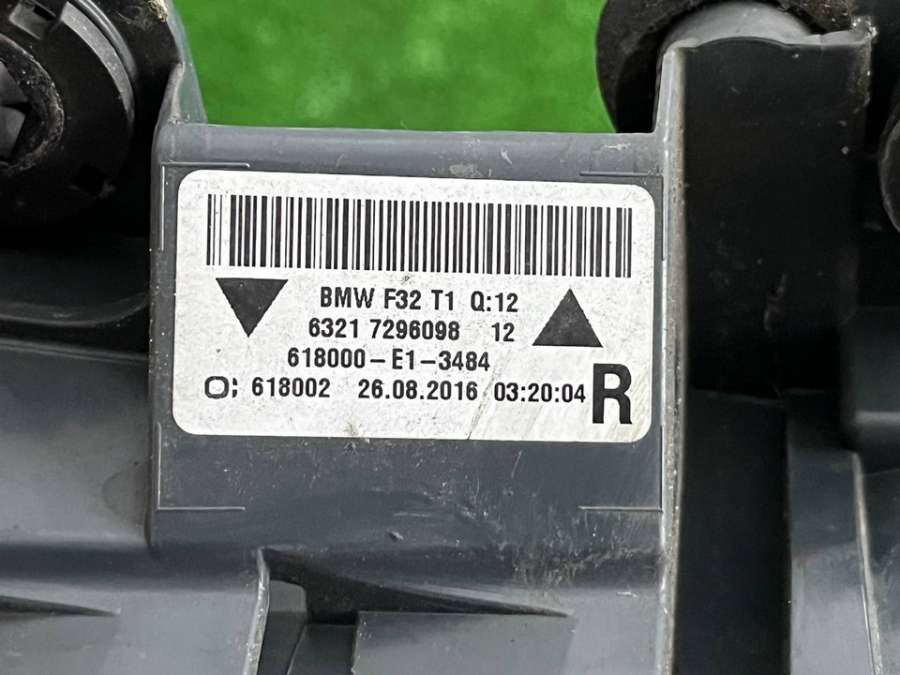 BMW F32 T1 Q:12
6321 7296098 12
618000-E1-3484
O; 618002 26.08.2016 03:20:04 R